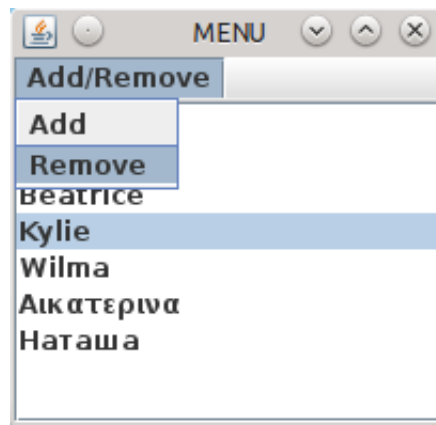 MENU
Add/Remove
Add
Remove
Beatrice
Kylie
Wilma
Αικατερινα
Наташа